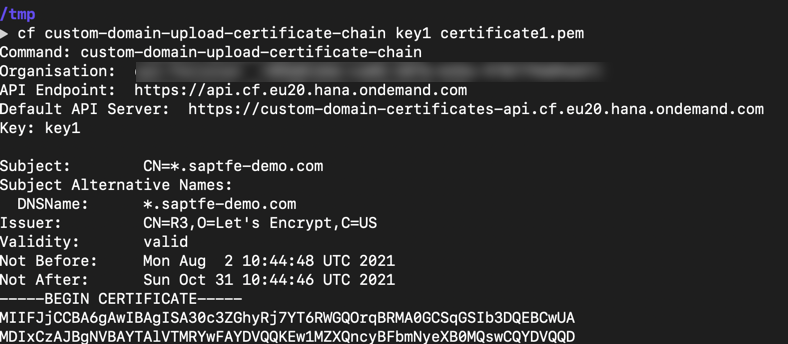 /tmp
▶ cf custom-domain-upload-certificate-chain key1 certificate1.pem
Command: custom-domain-upload-certificate-chain
Organisation:
API Endpoint: https://api.cf.eu20.hana.ondemand.com
Default API Server: https://custom-domain-certificates-api.cf.eu20.hana.ondemand.com
Key: key1
Subject: CN=*.saptfe-demo.com
Subject Alternative Names:
DNSName: *.saptfe-demo.com
Issuer: CN=R3,O=Let's Encrypt,C=US
Validity: valid
Not Before: Mon Aug 2 10:44:48 UTC 2021
Not After: Sun Oct 31 10:44:46 UTC 2021
-----BEGIN CERTIFICATE-----
MIIFJjCCBA6gAwIBAgISA30c3ZGhyRj7YT6RWGQOrqBRMA0GCSqGSIb3DQEBCwUA
MDIxCzAJBgNVBAYTAlVTMRYwFAYDVQQKEw1MZXQncyBFbmNyeXB0MQswCQYDVQQD